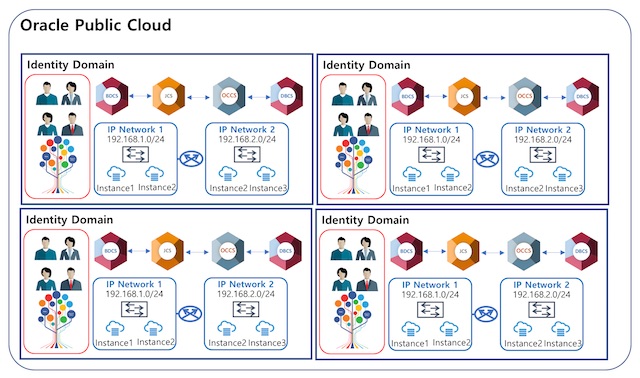 Oracle Public Cloud
Identity Domain
BDCS JCS OCCS DBCS
IP Network 1
192.168.1.0/24
Instance1 Instance2
IP Network 2
192.168.2.0/24
Instance2 Instance3
Identity Domain
BDCS JCS OCCS DBCS
IP Network 1
192.168.1.0/24
Instance1 Instance2
IP Network 2
192.168.2.0/24
Instance2 Instance3
Identity Domain
BDCS JCS OCCS DBCS
IP Network 1
192.168.1.0/24
Instance1 Instance2
IP Network 2
192.168.2.0/24
Instance2 Instance3
Identity Domain
BDCS JCS OCCS DBCS
IP Network 1
192.168.1.0/24
Instance1 Instance2
IP Network 2
192.168.2.0/24
Instance2 Instance3